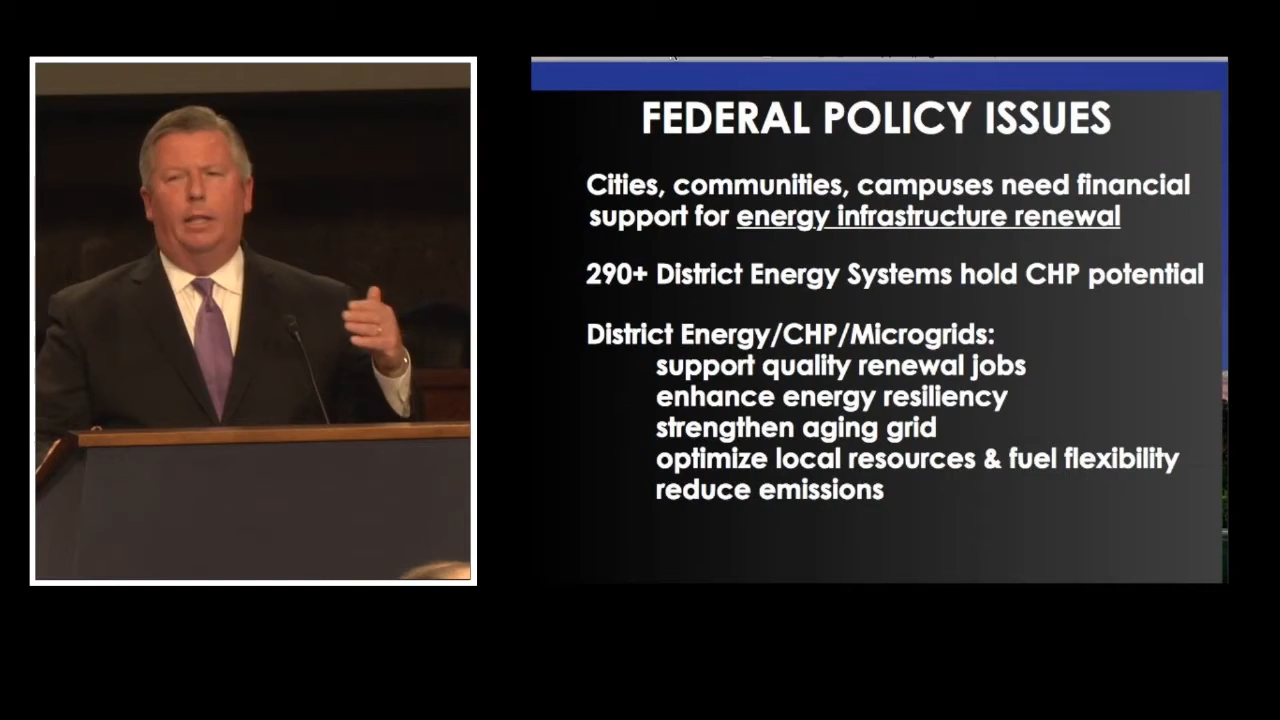 FEDERAL POLICY ISSUES
Cities, communities, campuses need financial
support for energy infrastructure renewal
290+ District Energy Systems hold CHP potential
District Energy/CHP/Microgrids:
support quality renewal jobs
enhance energy resiliency
strengthen aging grid
optimize local resources & fuel flexibility
reduce emissions